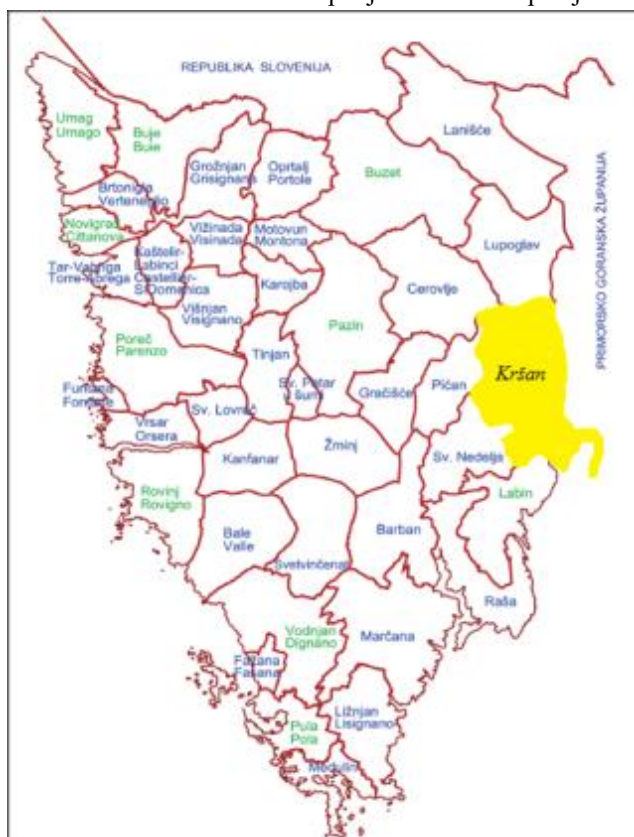 REPUBLIKA SLOVENIJA
Umag
Umago
Buje
Buie
Grožnjan
Grisignana
Oprtalj
Portole
Buzet
Lanišće
Brtonigla
Verteneglio
Novigrad
Cittanova
Vižinada
Visinada
Motovun
Montona
Lupoglav
PRIMORSKO GORANSKA ŽUPANIJA
Tar-Vabriga
Torre-Abrega
Kaštelir-
Labinci
Castellier-
S.Domenica
Karojba
Cerovlje
Višnjan
Visignano
Poreč
Parenzo
Pazin
Tinjan
Sv. Petar
u šumi
Gračišće
Pićan
Kršan
Funtana
Fontane
Vrsar
Orsera
Sv. Lovreč
Kanfanar
Žminj
Sv. Nedelja
Labin
Rovinj
Rovigno
Bale
Valle
Svetvinčenat
Barban
Raša
Vodnjan
Dignano
Marčana
Fažana
Fasana
Pula
Pola
Ližnjan
Lisignano
Medulin